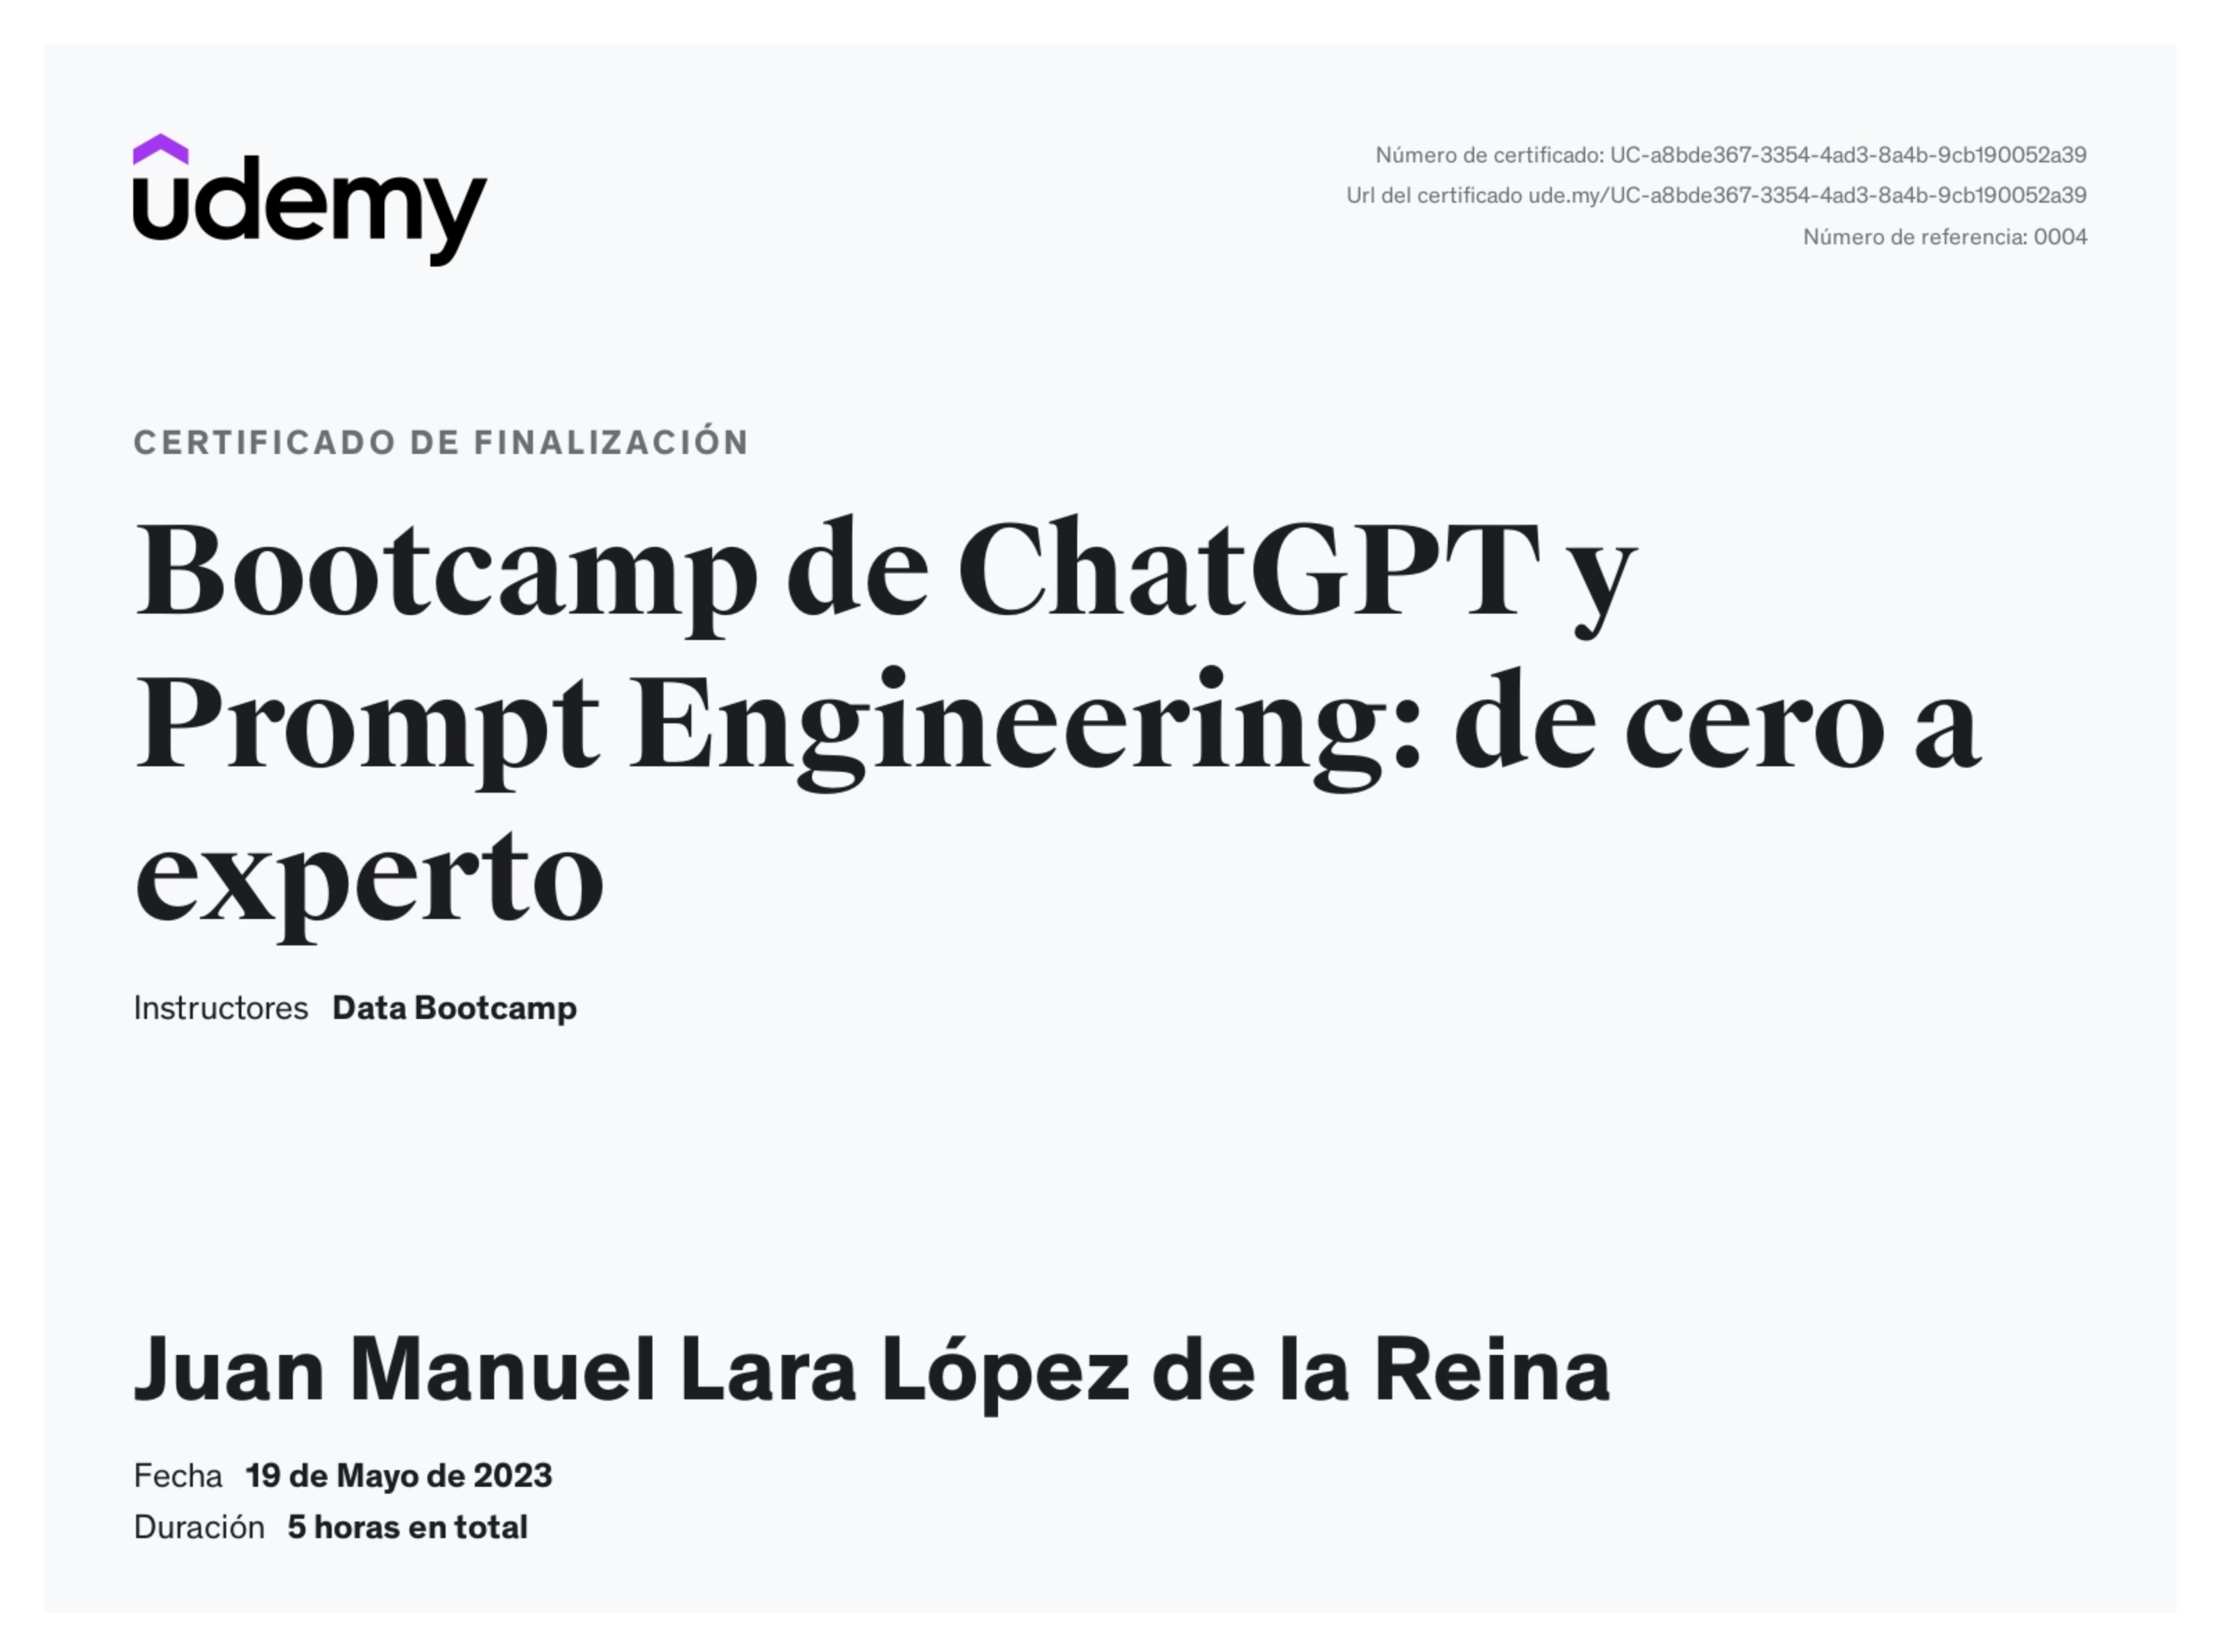 udemy
Número de certificado: UC-a8bde367-3354-4ad3-8a4b-9cb190052a39
Url del certificado ude.my/UC-a8bde367-3354-4ad3-8a4b-9cb190052a39
Número de referencia: 0004
CERTIFICADO DE FINALIZACIÓN
Bootcamp de ChatGPT y
Prompt Engineering: de cero a
experto
Instructores Data Bootcamp
Juan Manuel Lara López de la Reina
Fecha 19 de Mayo de 2023
Duración 5 horas en total